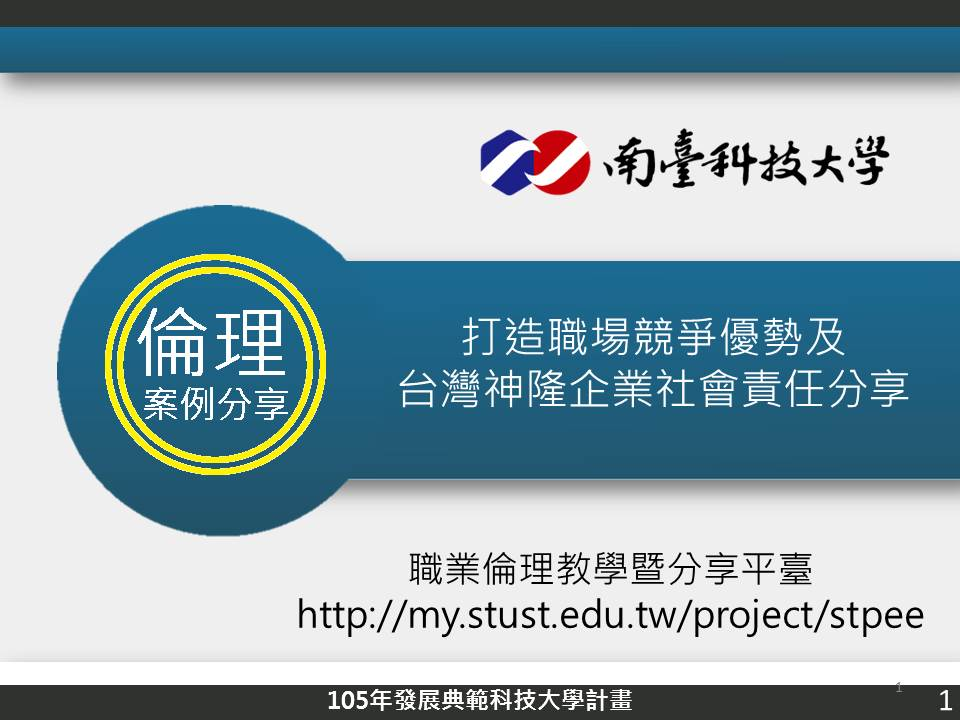 南臺科技大學
倫理
案例分享
打造職場競爭優勢及
台灣神隆企業社會責任分享
職業倫理教學暨分享平臺
http://my.stust.edu.tw/project/stpee
105年發展典範科技大學計畫
1
1